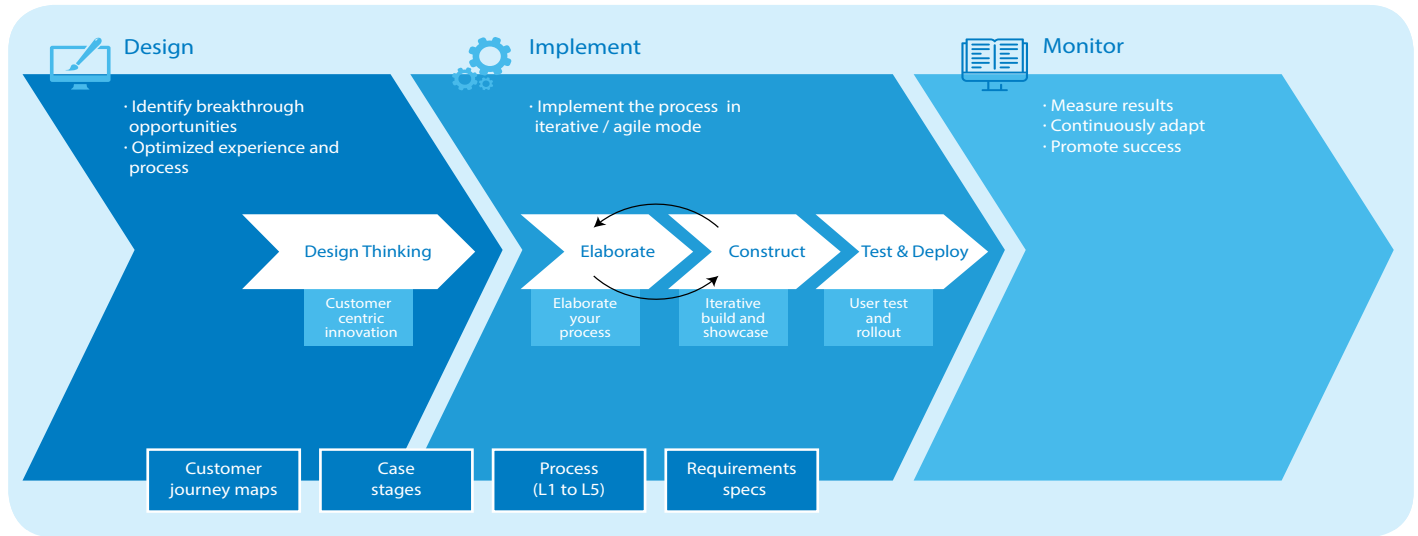 Design
· Identify breakthrough
opportunities
· Optimized experience and
process
Design Thinking
Customer
centric
innovation
Implement
· Implement the process in
iterative / agile mode
Elaborate
Elaborate
your
process
Construct
Iterative
build and
showcase
Test & Deploy
User test
and
rollout
Monitor
· Measure results
· Continuously adapt
· Promote success
Customer
journey maps
Case
stages
Process
(L1 to L5)
Requirements
specs